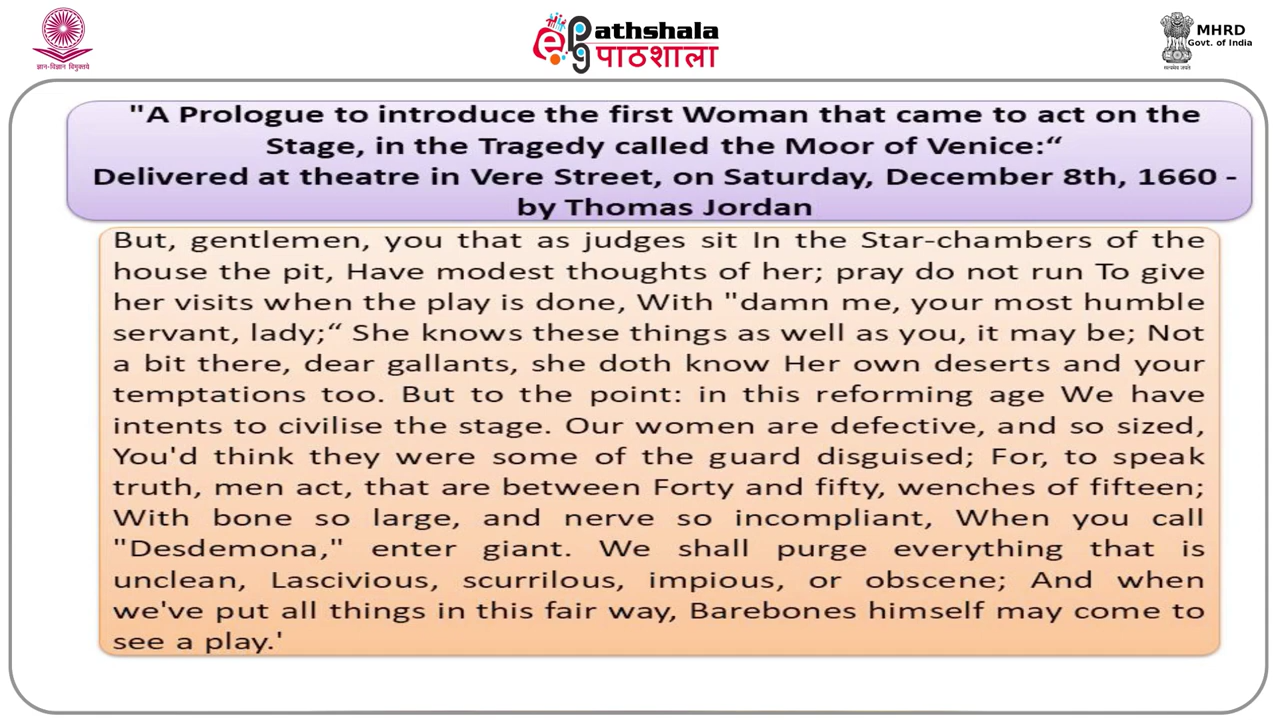 ज्ञान-विज्ञान विमुक्तये
epathshala
पाठशाला
MHRD
Govt. of India
सत्यमेव जयते
"A Prologue to introduce the first Woman that came to act on the
Stage, in the Tragedy called the Moor of Venice:“
Delivered at theatre in Vere Street, on Saturday, December 8th, 1660 -
by Thomas Jordan
But, gentlemen, you that as judges sit In the Star-chambers of the
house the pit, Have modest thoughts of her; pray do not run To give
her visits when the play is done, With "damn me, your most humble
servant, lady;“ She knows these things as well as you, it may be; Not
a bit there, dear gallants, she doth know Her own deserts and your
temptations too. But to the point: in this reforming age We have
intents to civilise the stage. Our women are defective, and so sized,
You'd think they were some of the guard disguised; For, to speak
truth, men act, that are between Forty and fifty, wenches of fifteen;
With bone so large, and nerve so incompliant, When you call
"Desdemona," enter giant. We shall purge everything that is
unclean, Lascivious, scurrilous, impious, or obscene; And when
we've put all things in this fair way, Barebones himself may come to
see a play.'